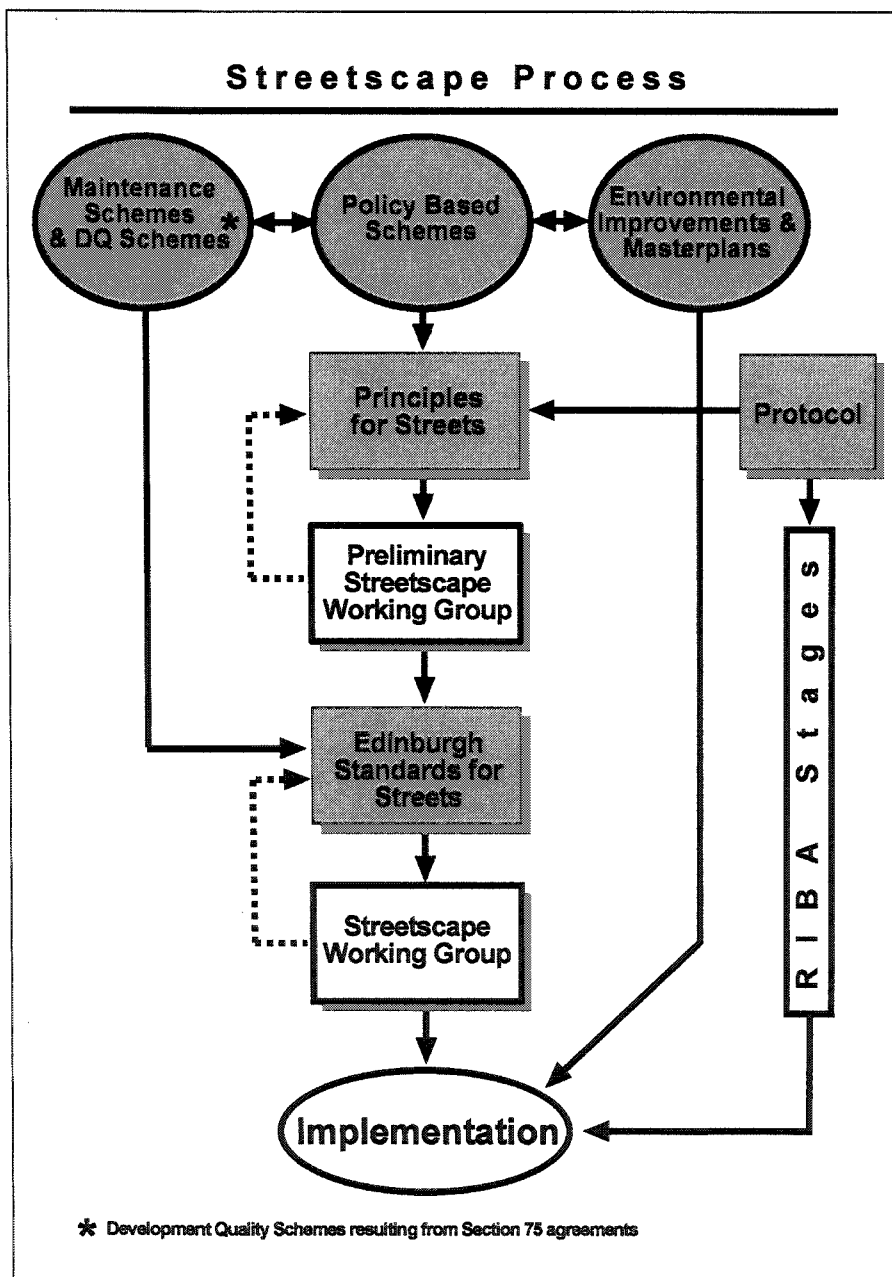 Streetscape Process
Maintenance
Schemes
& DQ Schemes*
Policy Based
Schemes
Environmental
Improvements &
Masterplans
Principles
for Streets
Protocol
Preliminary
Streetscape
Working Group
Edinburgh
Standards for
Streets
Streetscape
Working Group
RIBA Stages
Implementation
* Development Quality Schemes resulting from Section 75 agreements